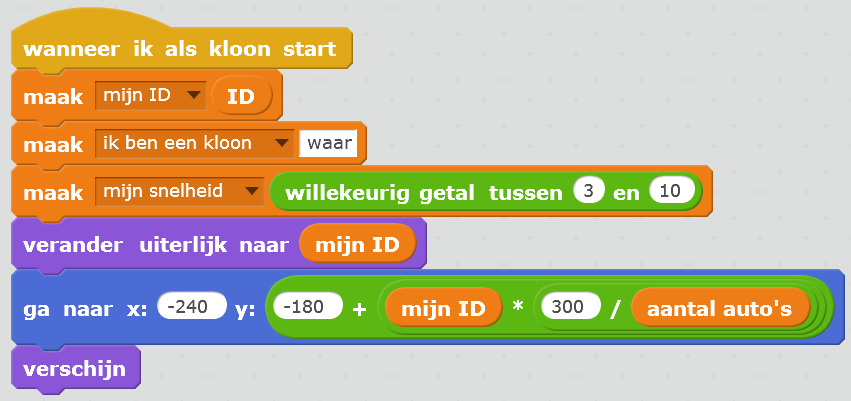 wanneer ik als kloon start
maak mijn ID ID
maak ik ben een kloon waar
maak mijn snelheid willekeurig getal tussen 3 en 10
verander uiterlijk naar mijn ID
ga naar x: -240 y: -180 + mijn ID * 300 / aantal auto's
verschijn